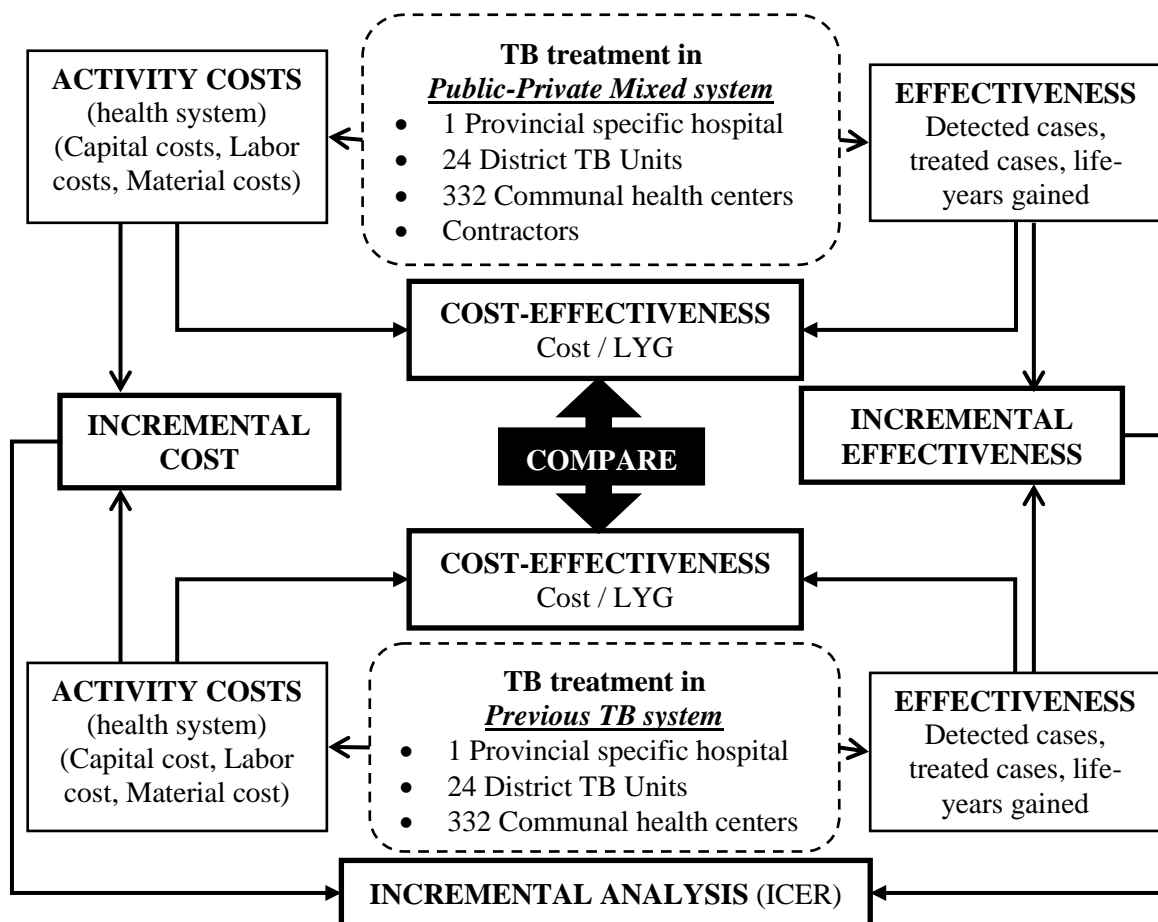 ACTIVITY COSTS
(health system)
(Capital costs, Labor
costs, Material costs)
TB treatment in
Public-Private Mixed system
• 1 Provincial specific hospital
• 24 District TB Units
• 332 Communal health centers
• Contractors
EFFECTIVENESS
Detected cases,
treated cases, life-
years gained
COST-EFFECTIVENESS
Cost / LYG
INCREMENTAL
COST
COMPARE
INCREMENTAL
EFFECTIVENESS
COST-EFFECTIVENESS
Cost / LYG
ACTIVITY COSTS
(health system)
(Capital cost, Labor
cost, Material cost)
TB treatment in
Previous TB system
• 1 Provincial specific hospital
• 24 District TB Units
• 332 Communal health centers
EFFECTIVENESS
Detected cases,
treated cases, life-
years gained
INCREMENTAL ANALYSIS (ICER)